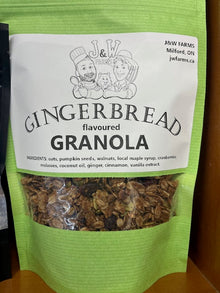 J&W FARMS
Milford, ON
jwfarms.ca
J&W
GINGERBREAD
flavoured
GRANOLA
INGREDIENTS: oats, pumpkin seeds, walnuts, local maple syrup, cranberries,
molasses, coconut oil, ginger, cinnamon, vanilla extract.